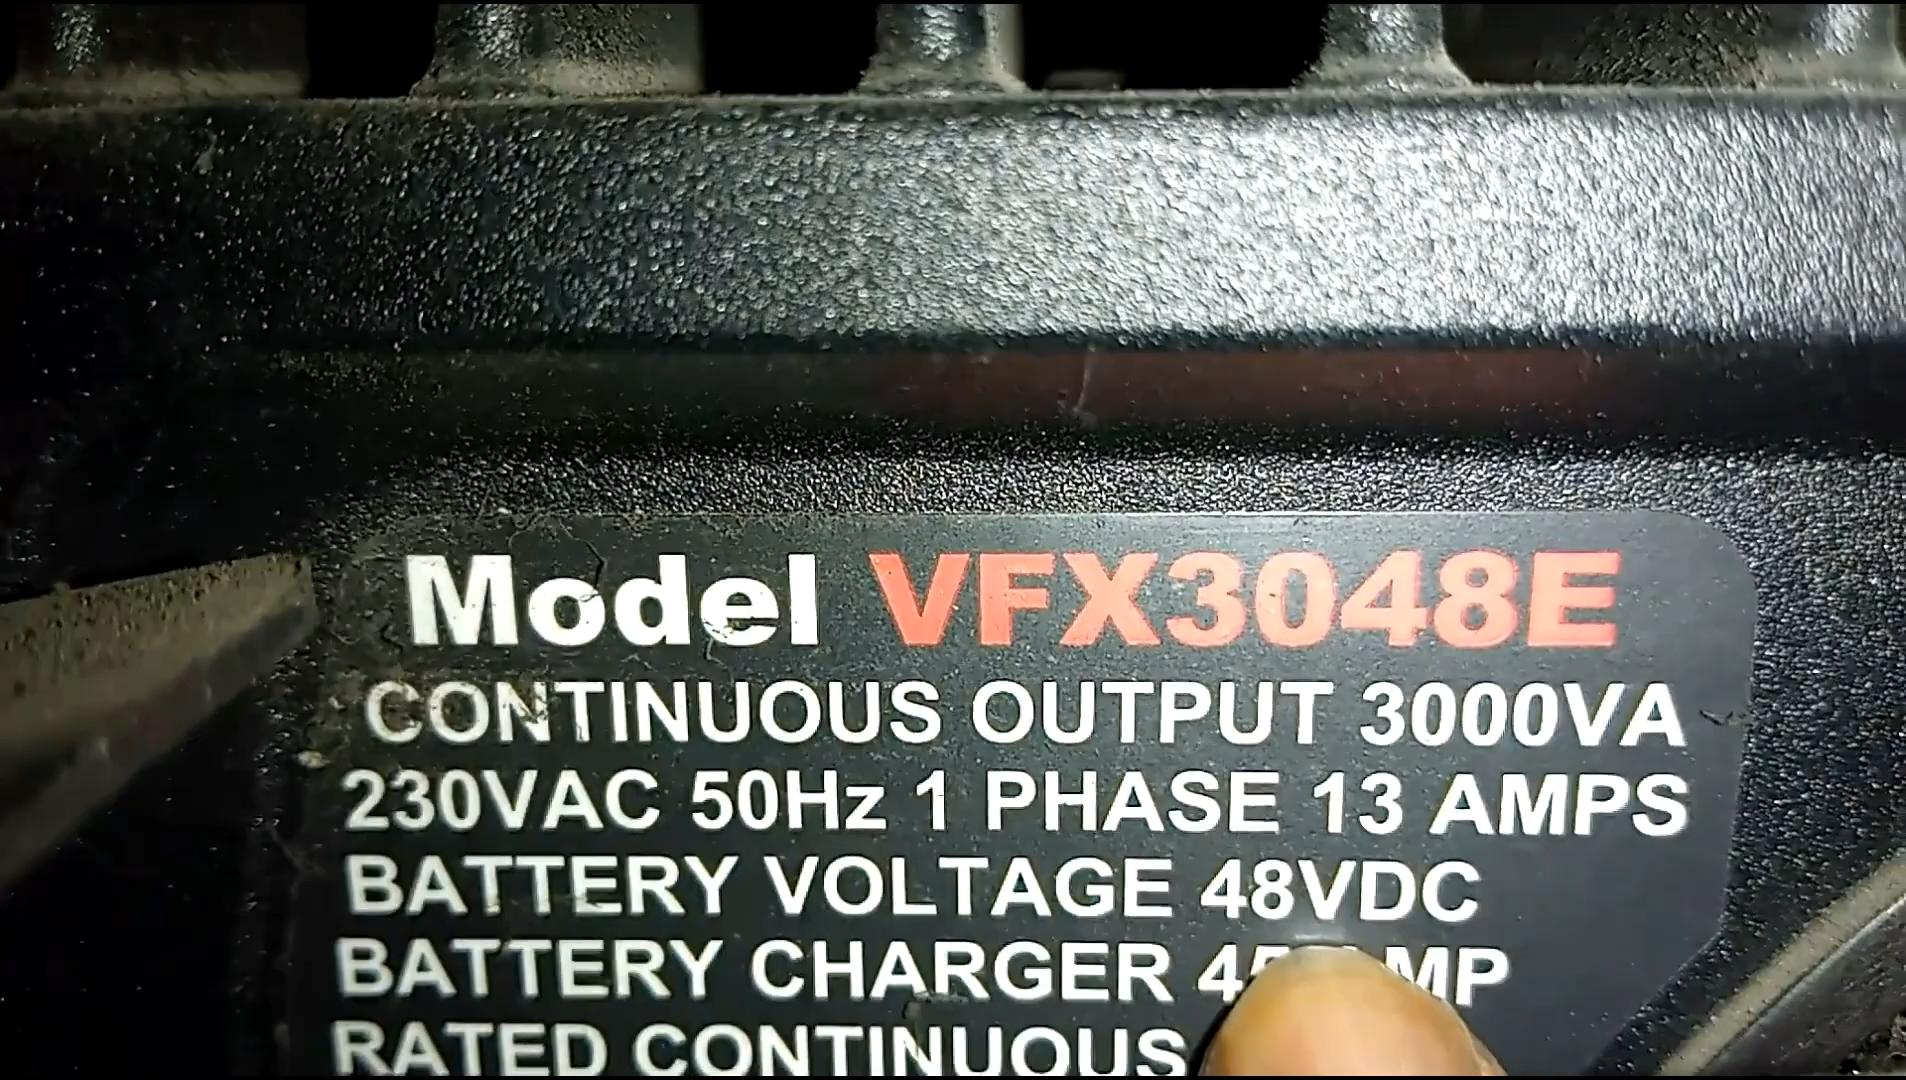 Model VFX3048E
CONTINUOUS OUTPUT 3000VA
230VAC 50Hz 1 PHASE 13 AMPS
BATTERY VOLTAGE 48VDC
BATTERY CHARGER
RATED CONTINUOUS